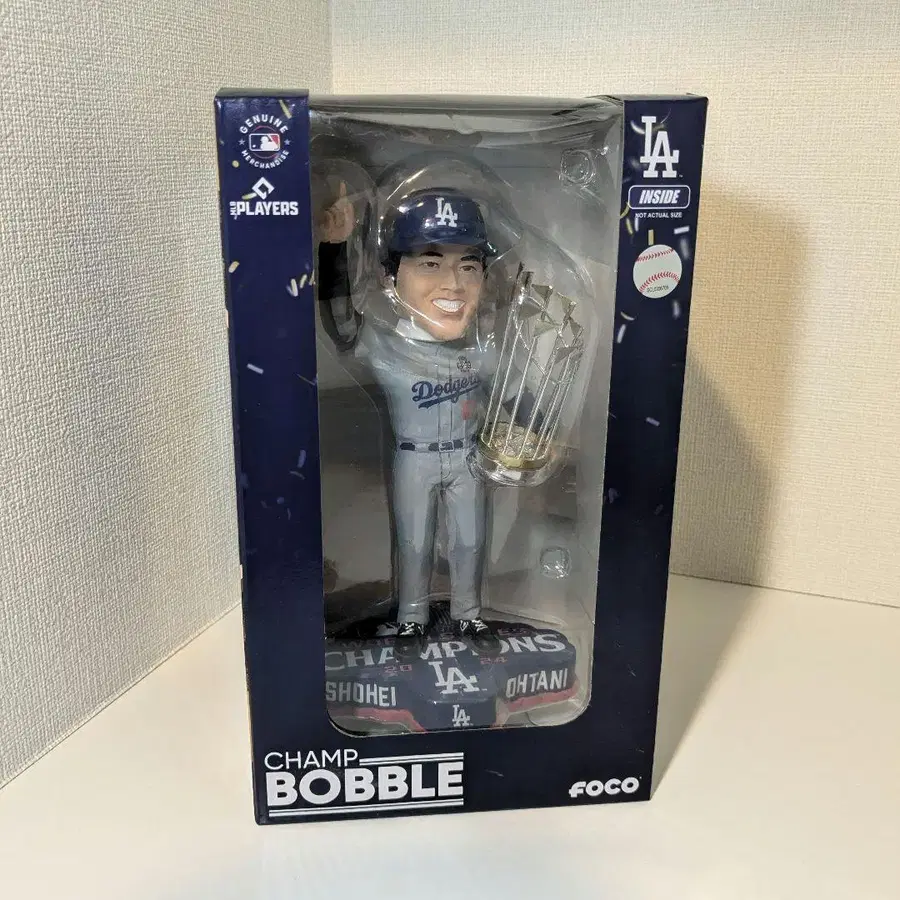 GENUINE
MERCHANDISE
MLB PLAYERS
LA
INSIDE
NOT ACTUAL SIZE
LA
Dodgers
CHAMPIONS
2024
LA
SHOHEI
OHTANI
LA
CHAMP
BOBBLE
FOCO